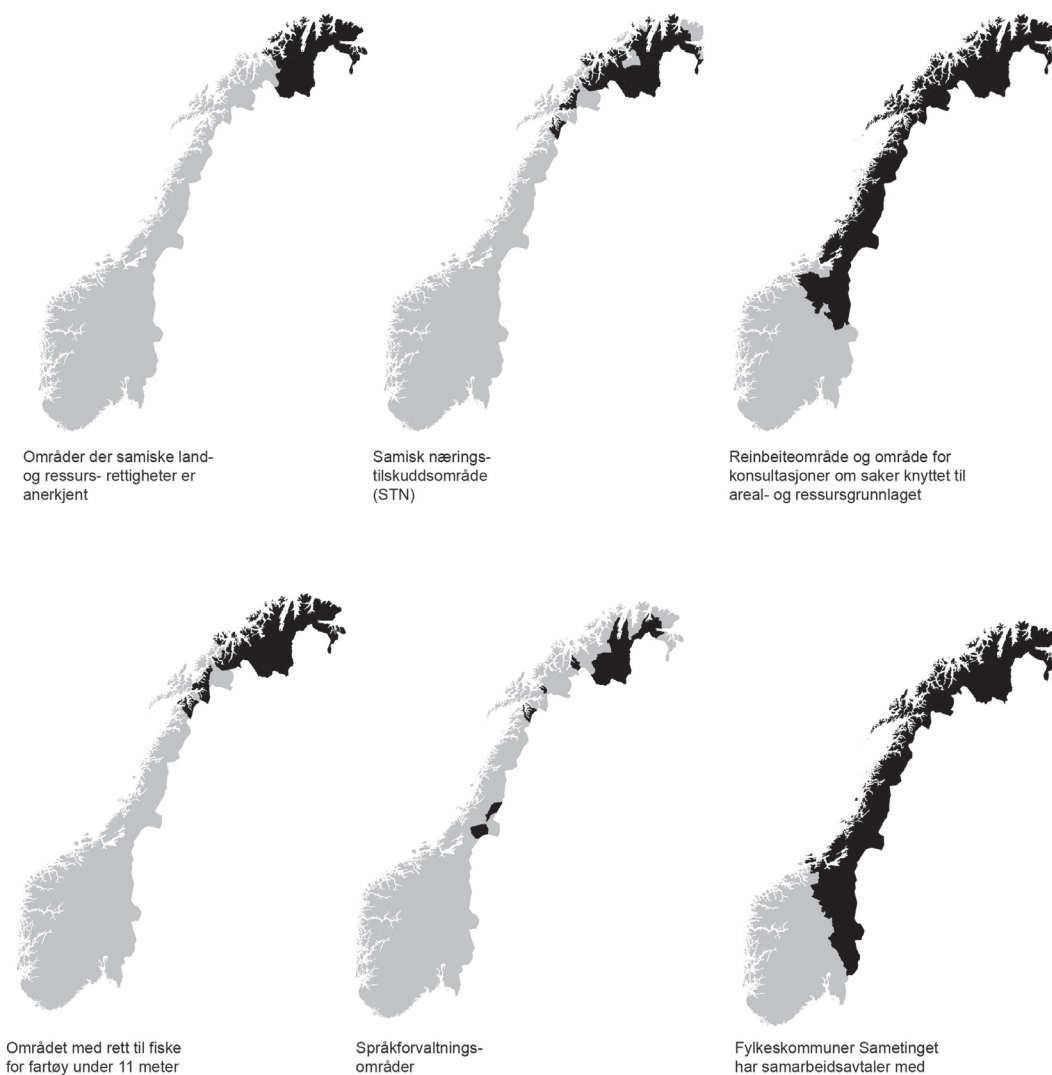 Områder der samiske land-
og ressurs- rettigheter er
anerkjent
Samisk nærings-
tilskuddsområde
(STN)
Reinbeiteområde og område for
konsultasjoner om saker knyttet til
areal- og ressursgrunnlaget
Området med rett til fiske
for fartøy under 11 meter
Språkforvaltnings-
områder
Fylkeskommuner Sametinget
har samarbeidsavtaler med